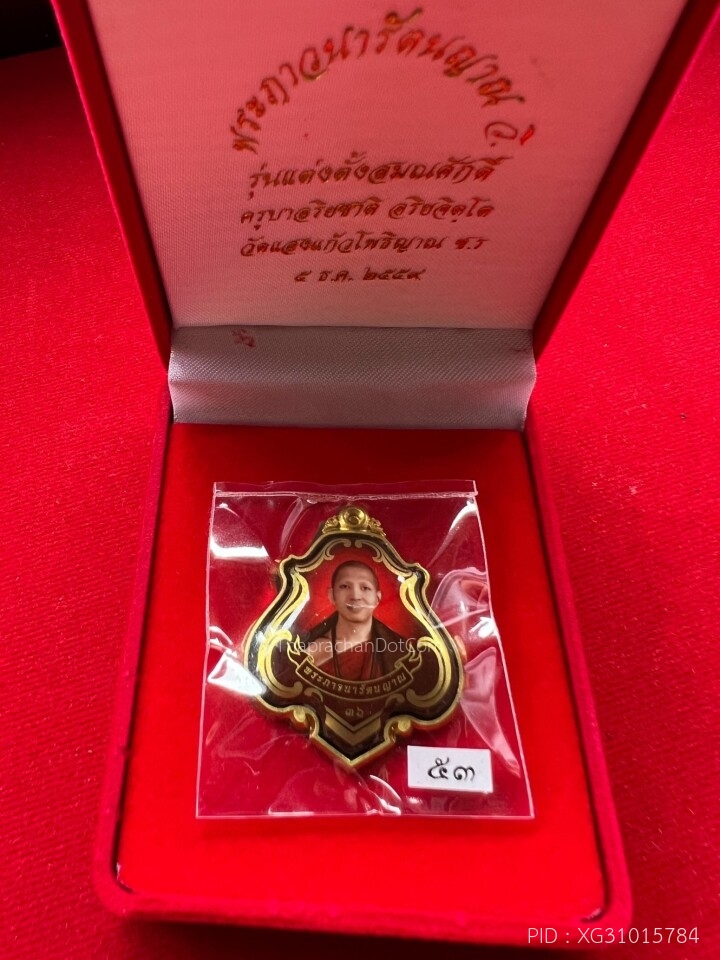 พระภาวนารัตนญาณ วิ.
รุ่นแต่งตั้งสมณศักดิ์
ครูบาอริยชาติ อริยจิตฺโต
วัดแสงแก้วโพธิญาณ ช.ร
๕ ธ.ค. ๒๕๕๙
ThaprachanDotCom
พระภาวนารัตนญาณ
๓๖
๕๓
PID : XG31015784